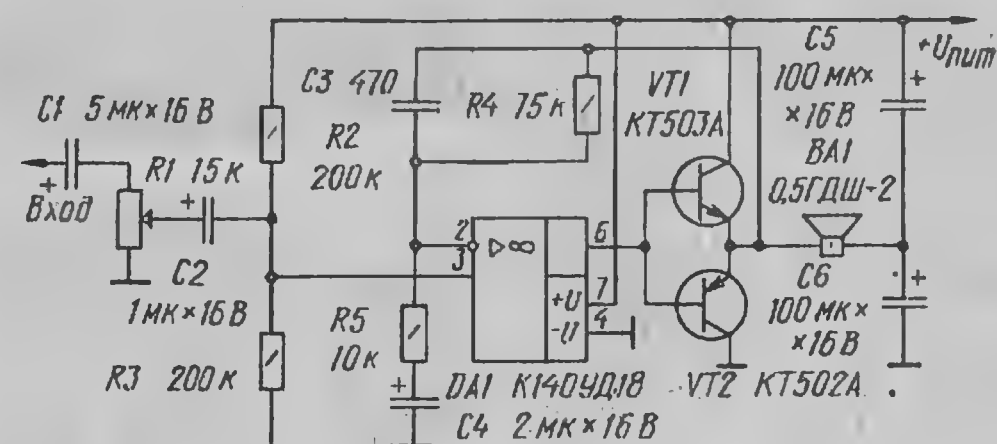 C1 5 мк×16 В
Вход
R1 15 к
C2
1 мк×16 В
R3 200 к
C3 470
R2
200 к
R4 75 к
R5
10 к
C4 2 мк×16 В
2
3
▷∞
+U
-U
6
7
4
DA1 К140УД18
VT1
КТ503А
VT2 КТ502А
C5
100 мк×
×16 В
BA1
0,5ГДШ-2
C6
100 мк×
×16 В
+Uпит